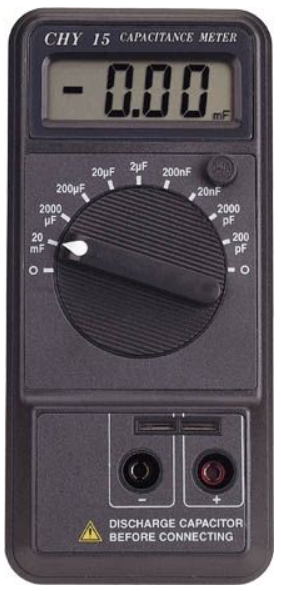 CHY 15 CAPACITANCE METER
- 0.00 mF
2µF
20µF 200nF
200µF 20nF
2000 µF 2000 pF
20 mF 200 pF
O O
- +
DISCHARGE CAPACITOR
BEFORE CONNECTING